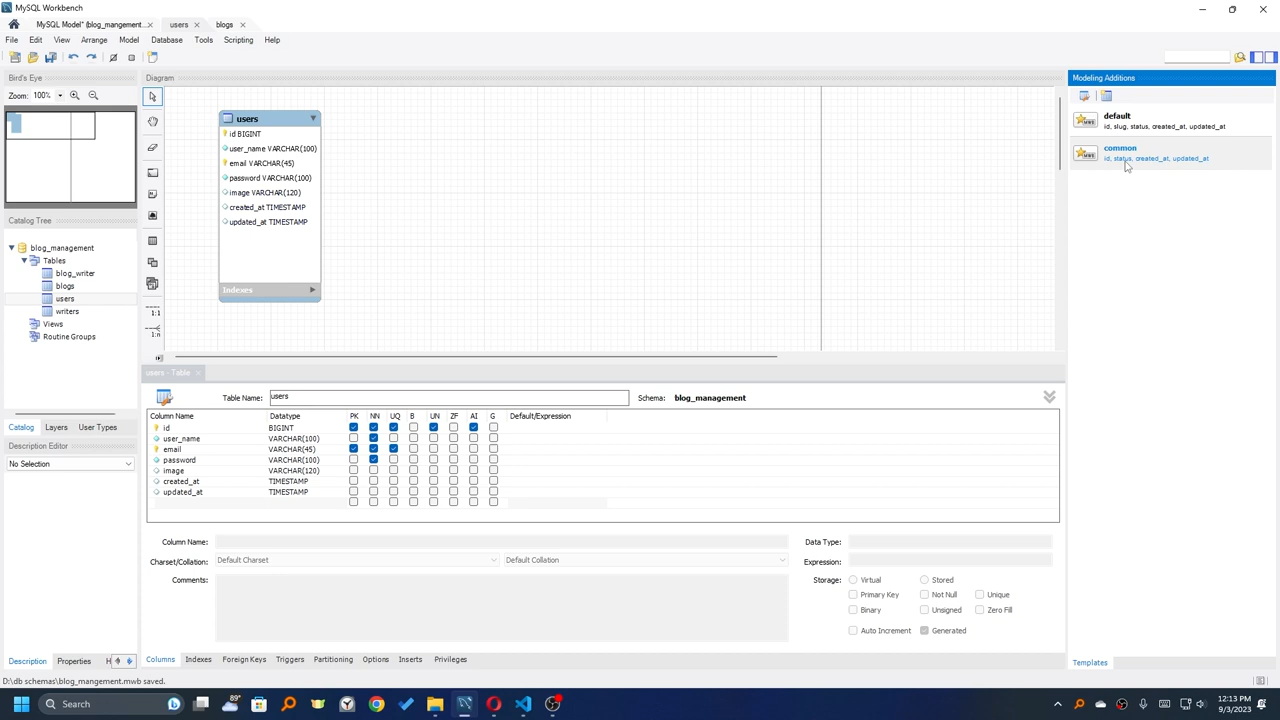 MySQL Workbench
MySQL Model* (blog_mangement... ×
users ×
blogs ×
File Edit View Arrange Model Database Tools Scripting Help
Bird's Eye
Zoom: 100%
Catalog Tree
blog_management
Tables
blog_writer
blogs
users
writers
Views
Routine Groups
Catalog Layers User Types
Description Editor
No Selection
Description Properties H
Diagram
1:1
1:n
users
id BIGINT
user_name VARCHAR(100)
email VARCHAR(45)
password VARCHAR(100)
image VARCHAR(120)
created_at TIMESTAMP
updated_at TIMESTAMP
Indexes
users - Table ×
Table Name: users Schema: blog_management
Column Name Datatype PK NN UQ B UN ZF AI G Default/Expression
id BIGINT
user_name VARCHAR(100)
email VARCHAR(45)
password VARCHAR(100)
image VARCHAR(120)
created_at TIMESTAMP
updated_at TIMESTAMP
Column Name: Data Type:
Charset/Collation: Default Charset Default Collation Expression:
Comments: Storage: Virtual Stored
Primary Key Not Null Unique
Binary Unsigned Zero Fill
Auto Increment Generated
Columns Indexes Foreign Keys Triggers Partitioning Options Inserts Privileges
Modeling Additions
default
id, slug, status, created_at, updated_at
common
id, status, created_at, updated_at
Templates
D:\db schemas\blog_mangement.mwb saved.
Search
89°
12:13 PM
9/3/2023